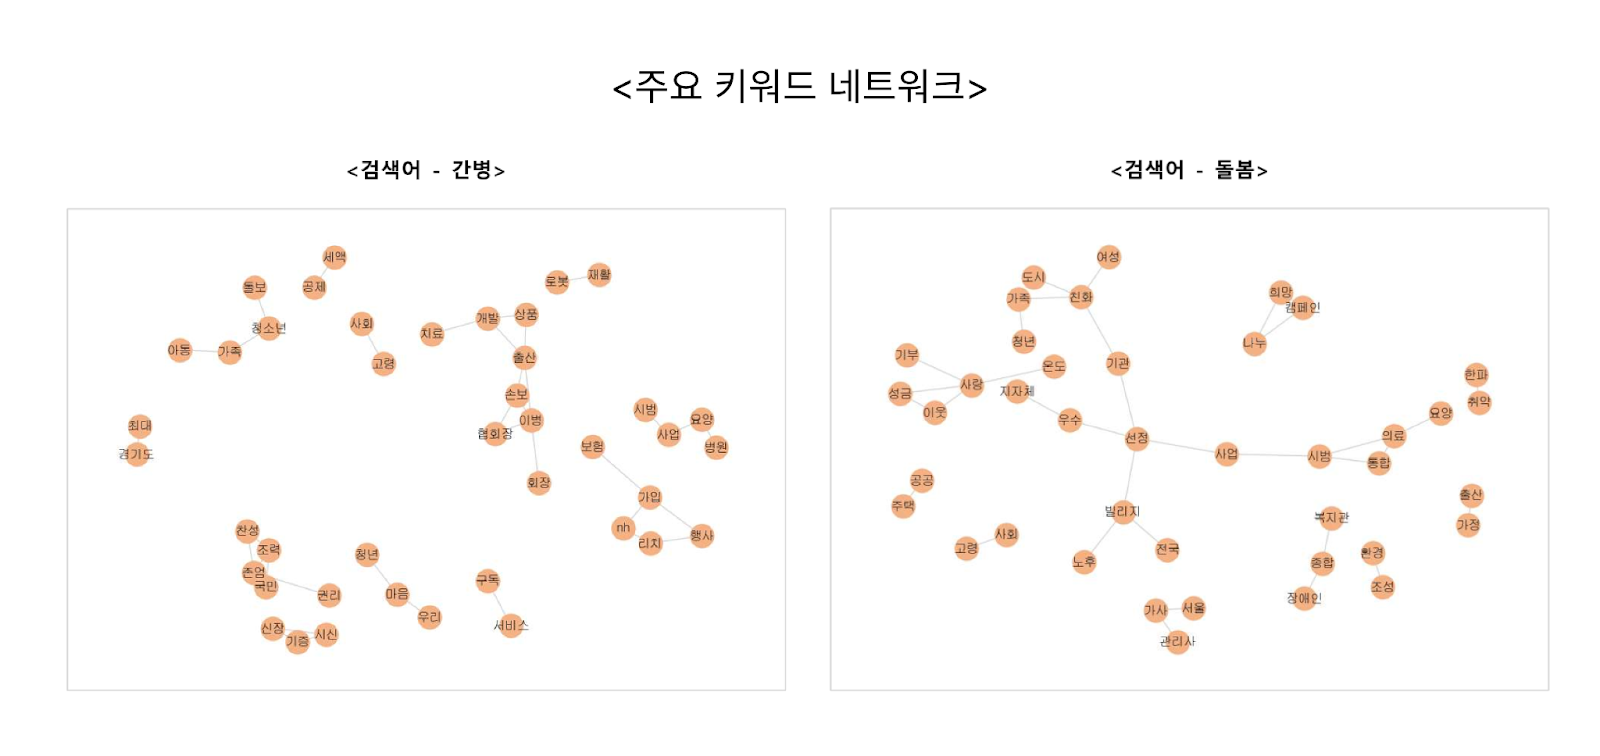 <주요 키워드 네트워크>
<검색어 - 간병>
세액
돌보
공제
청소년
아동
가족
사회
고령
로봇
재활
개발
상품
치료
출산
손보
이병
협회장
회장
최대
경기도
시범
요양
사업
병원
보험
가입
nh
리치
행사
찬성
조력
존엄
국민
권리
신장
기증
시신
청년
마음
우리
구독
서비스
<검색어 - 돌봄>
여성
도시
가족
친화
청년
기관
희망
캠페인
나누
기부
사랑
온도
성금
이웃
지자체
우수
선정
사업
시범
의료
요양
통합
한파
취약
공공
주택
고령
사회
빌리지
노후
전국
출산
가정
복지관
종합
장애인
환경
조성
가사
서울
관리사